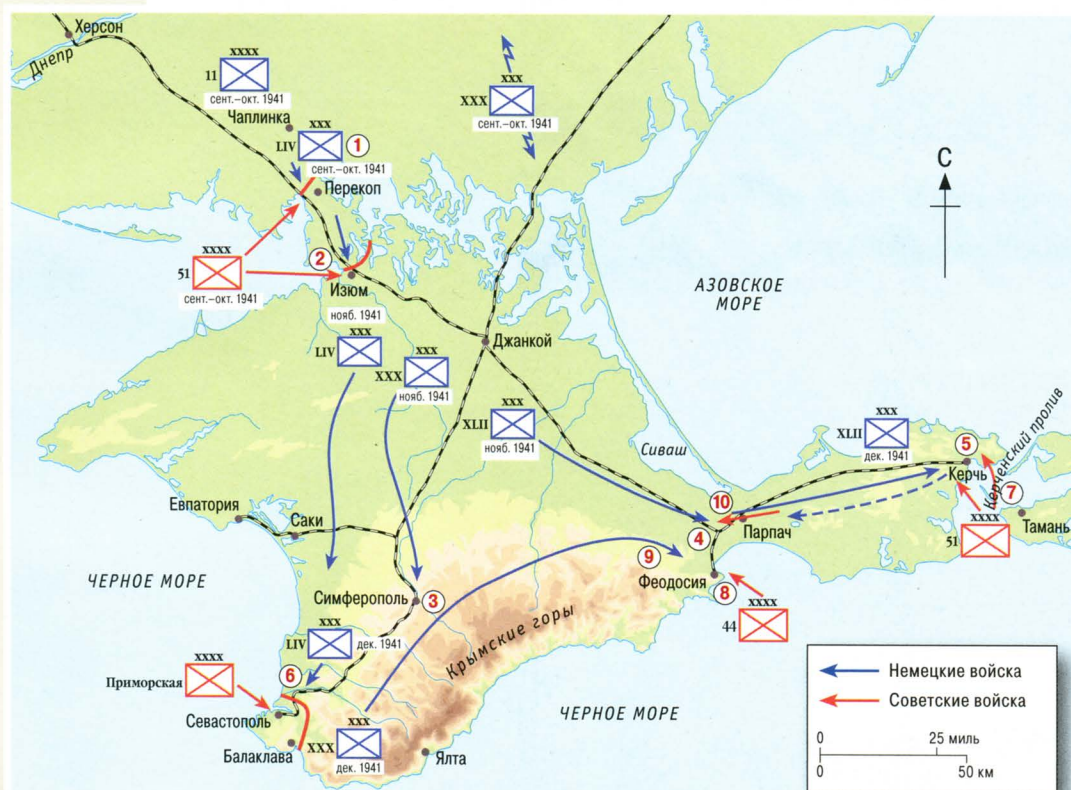 Херсон
Днепр
XXXX
11
сент.–окт. 1941
Чаплинка
XXX
LIV
1
сент.–окт. 1941
Перекоп
XXX
XXX
сент.–окт. 1941
С
XXXX
51
сент.–окт. 1941
2
Изюм
нояб. 1941
АЗОВСКОЕ
МОРЕ
Джанкой
XXX
LIV
XXX
XXX
нояб. 1941
XXX
XLII
нояб. 1941
Сиваш
XXX
XLII
дек. 1941
5
Керчь
Керченский пролив
7
Тамань
XXXX
51
10
Парпач
4
9
Феодосия
8
XXXX
44
Евпатория
Саки
ЧЕРНОЕ МОРЕ
Симферополь
3
Крымские горы
XXX
LIV
дек. 1941
XXXX
Приморская
6
Севастополь
Балаклава
XXX
XXX
дек. 1941
Ялта
ЧЕРНОЕ МОРЕ
Немецкие войска
Советские войска
0
25 миль
0
50 км